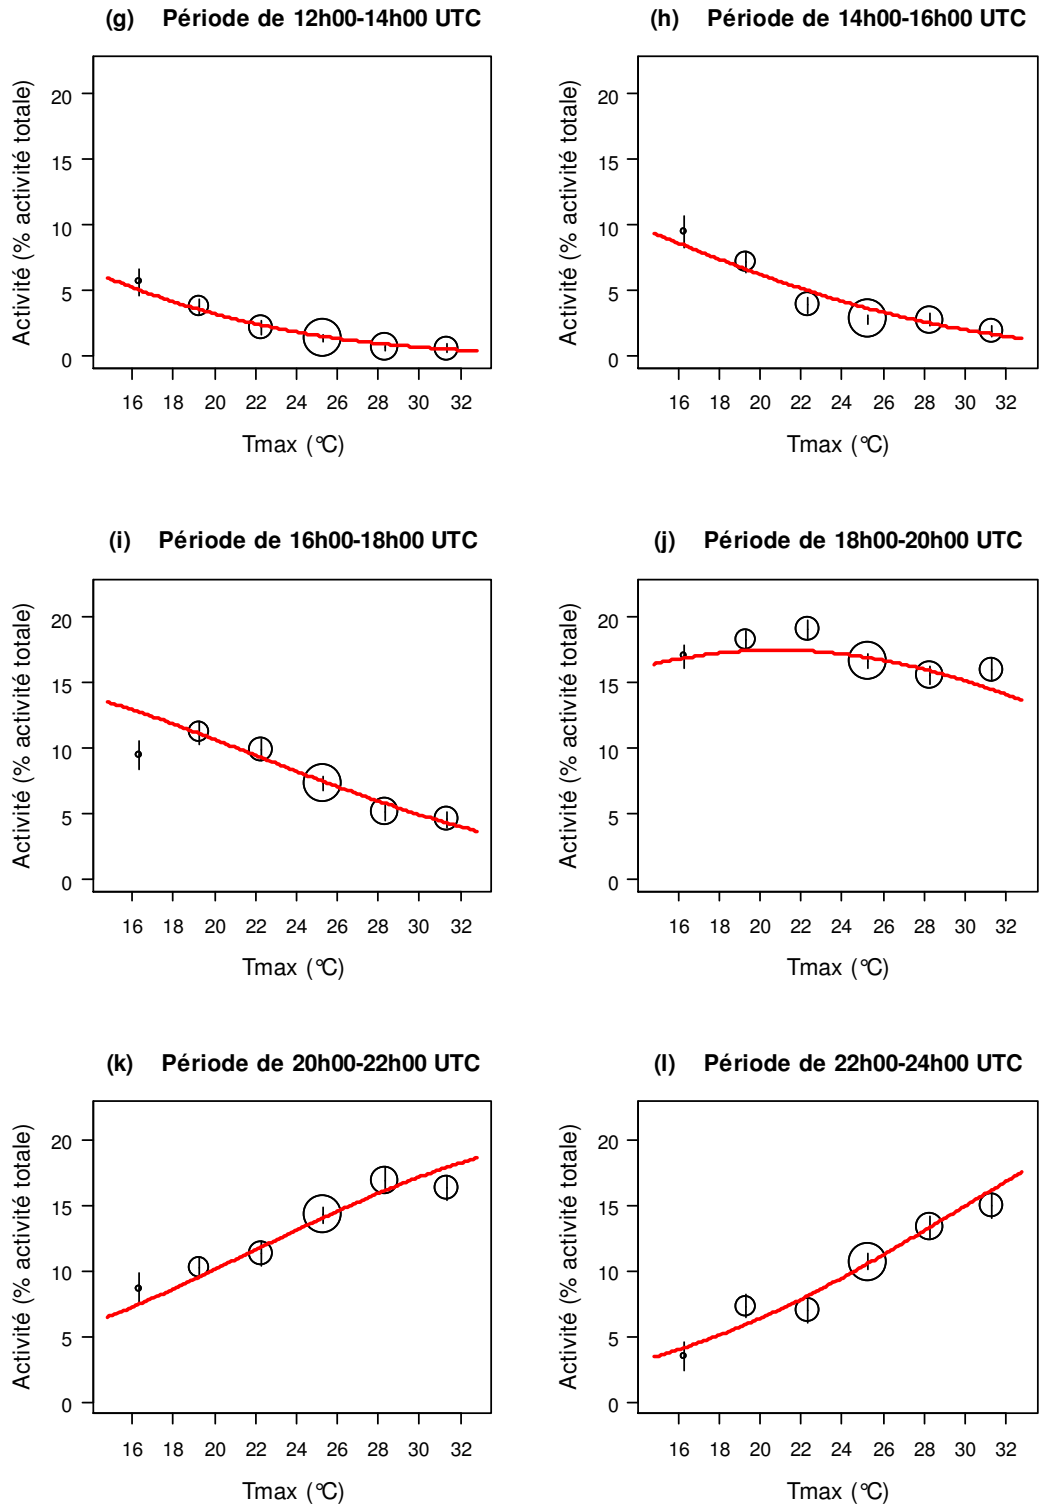 (g) Période de 12h00-14h00 UTC
Activité (% activité totale)
20
15
10
5
0
16 18 20 22 24 26 28 30 32
Tmax (°C)
(h) Période de 14h00-16h00 UTC
Activité (% activité totale)
20
15
10
5
0
16 18 20 22 24 26 28 30 32
Tmax (°C)
(i) Période de 16h00-18h00 UTC
Activité (% activité totale)
20
15
10
5
0
16 18 20 22 24 26 28 30 32
Tmax (°C)
(j) Période de 18h00-20h00 UTC
Activité (% activité totale)
20
15
10
5
0
16 18 20 22 24 26 28 30 32
Tmax (°C)
(k) Période de 20h00-22h00 UTC
Activité (% activité totale)
20
15
10
5
0
16 18 20 22 24 26 28 30 32
Tmax (°C)
(l) Période de 22h00-24h00 UTC
Activité (% activité totale)
20
15
10
5
0
16 18 20 22 24 26 28 30 32
Tmax (°C)